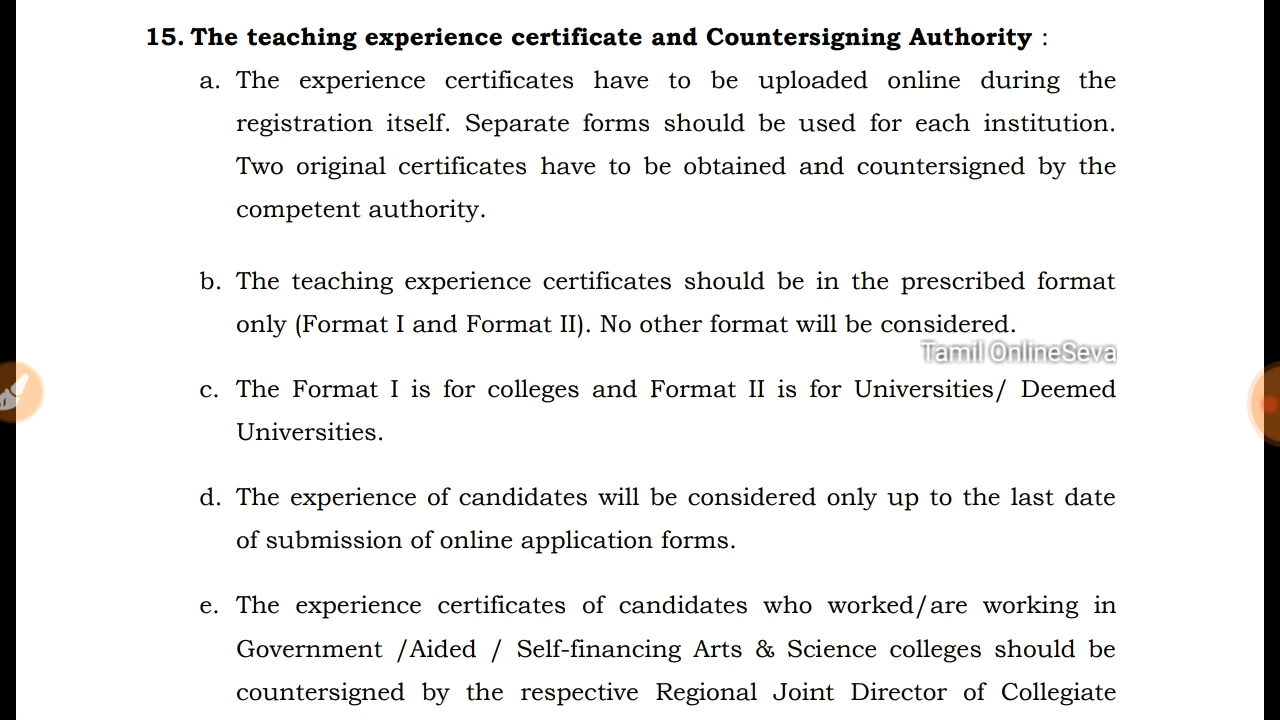 15. The teaching experience certificate and Countersigning Authority :
a. The experience certificates have to be uploaded online during the
registration itself. Separate forms should be used for each institution.
Two original certificates have to be obtained and countersigned by the
competent authority.
b. The teaching experience certificates should be in the prescribed format
only (Format I and Format II). No other format will be considered.
Tamil OnlineSeva
c. The Format I is for colleges and Format II is for Universities/ Deemed
Universities.
d. The experience of candidates will be considered only up to the last date
of submission of online application forms.
e. The experience certificates of candidates who worked/are working in
Government /Aided / Self-financing Arts & Science colleges should be
countersigned by the respective Regional Joint Director of Collegiate